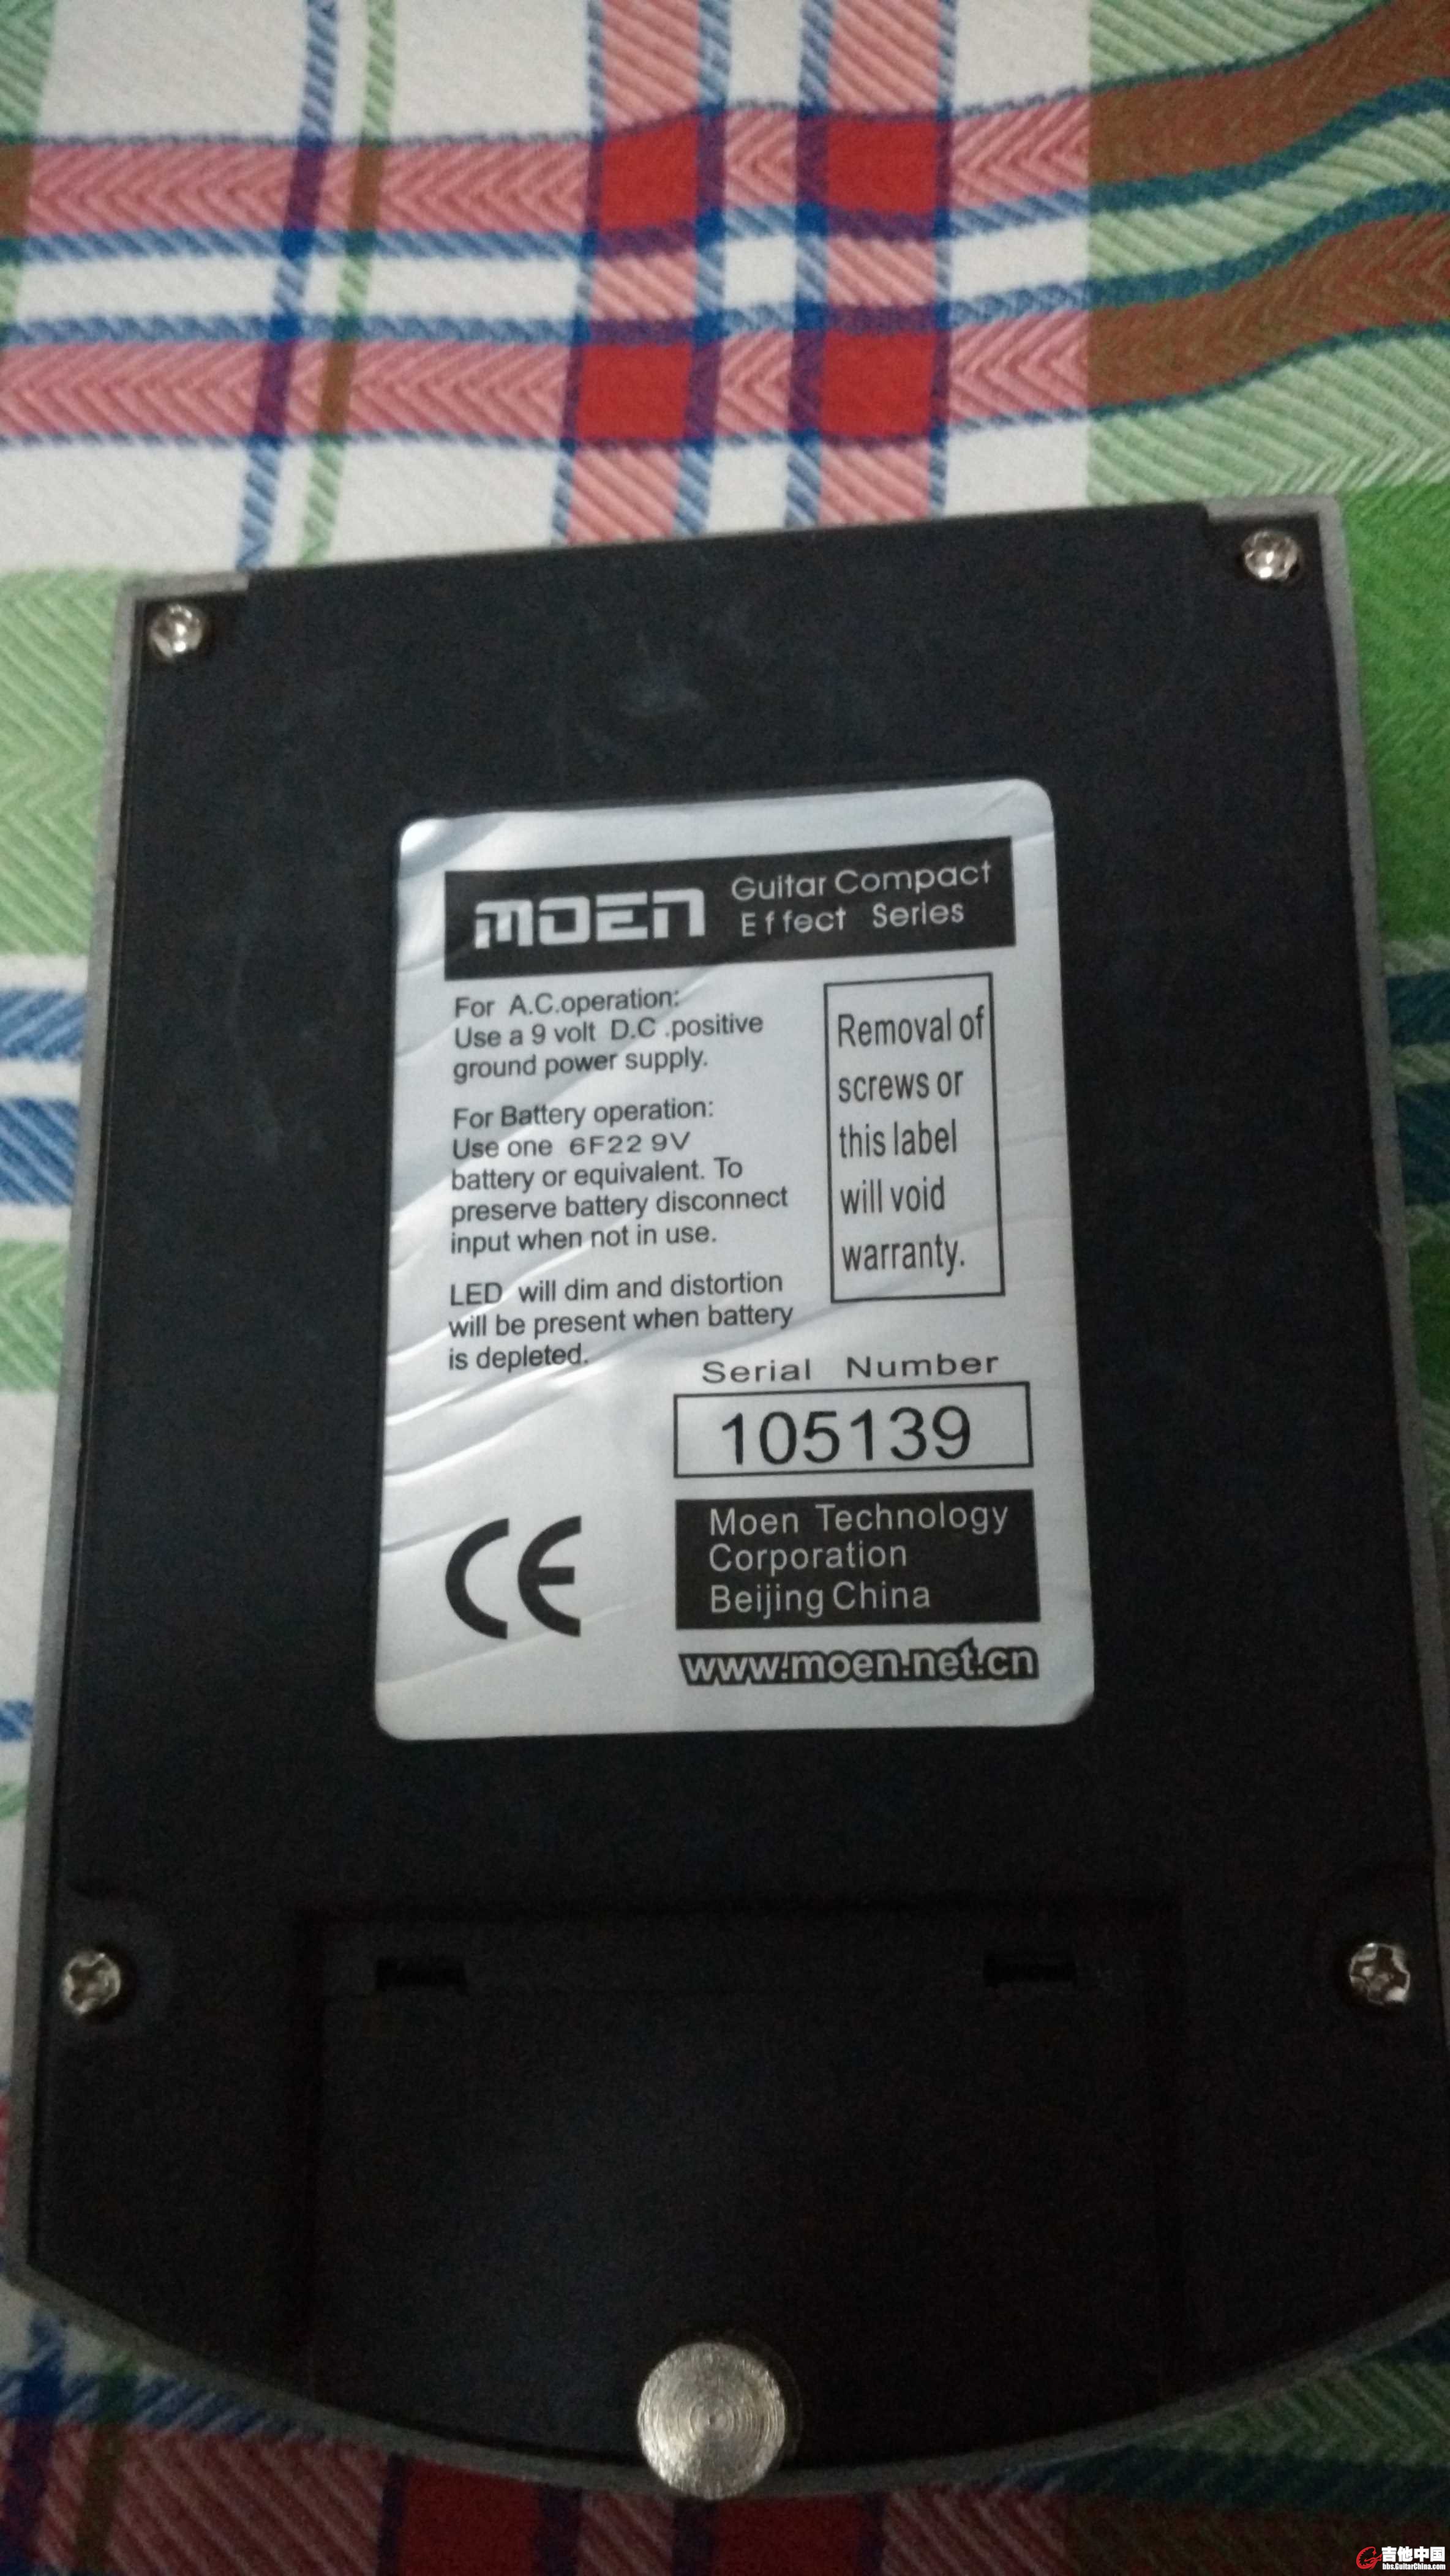 MOEN
Guitar Compact
Effect Series
For A.C.operation:
Use a 9 volt D.C .positive
ground power supply.
For Battery operation:
Use one 6F22 9V
battery or equivalent. To
preserve battery disconnect
input when not in use.
LED will dim and distortion
will be present when battery
is depleted.
Removal of
screws or
this label
will void
warranty.
Serial Number
105139
CE
Moen Technology
Corporation
Beijing China
www.moen.net.cn
吉他中国
bbs.GuitarChina.com